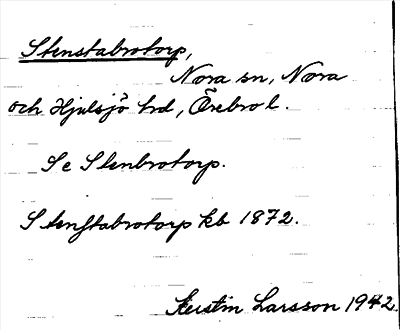 Stenstabrotorp,
Nora sn, Nora
och Hjulsjö hd, Örebro l.
Se Stenbrotorp.
Stenstabrotorp kb 1872.
Kerstin Larsson 1942.